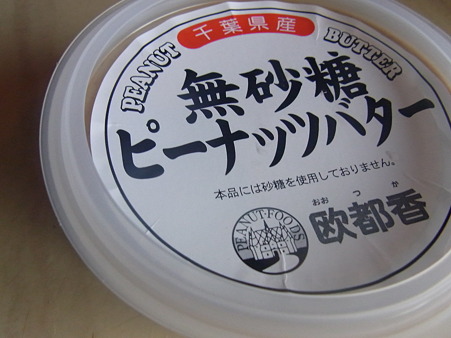 千葉県産
PEANUT BUTTER
無砂糖
ピーナッツバター
本品には砂糖を使用しておりません。
PEANUT FOODS
おおつか
欧都香